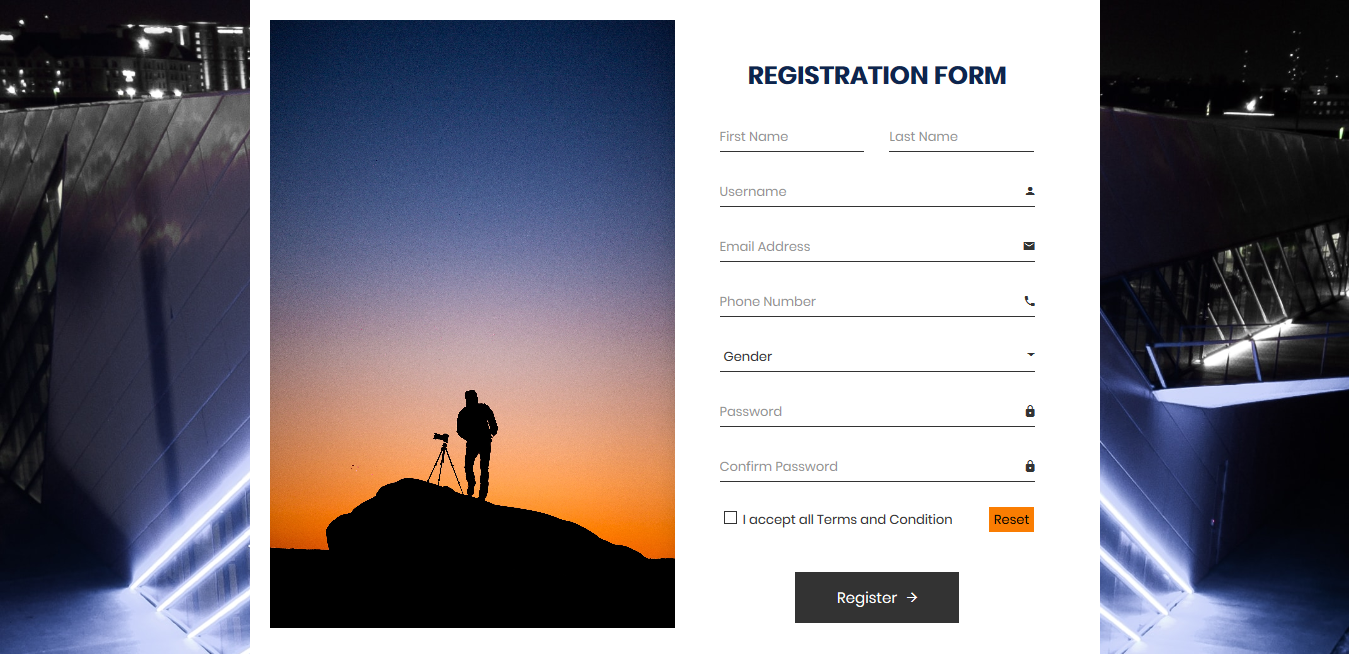 REGISTRATION FORM
First Name Last Name
Username
Email Address
Phone Number
Gender
Password
Confirm Password
I accept all Terms and Condition Reset
Register →